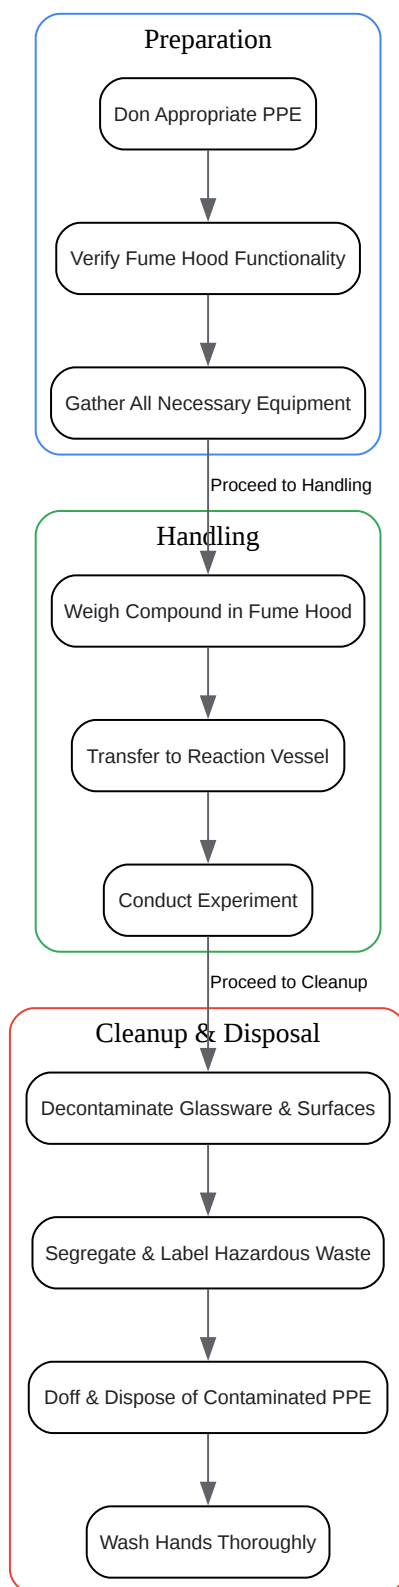 Preparation
Don Appropriate PPE
Verify Fume Hood Functionality
Gather All Necessary Equipment
Proceed to Handling
Handling
Weigh Compound in Fume Hood
Transfer to Reaction Vessel
Conduct Experiment
Proceed to Cleanup
Cleanup & Disposal
Decontaminate Glassware & Surfaces
Segregate & Label Hazardous Waste
Doff & Dispose of Contaminated PPE
Wash Hands Thoroughly